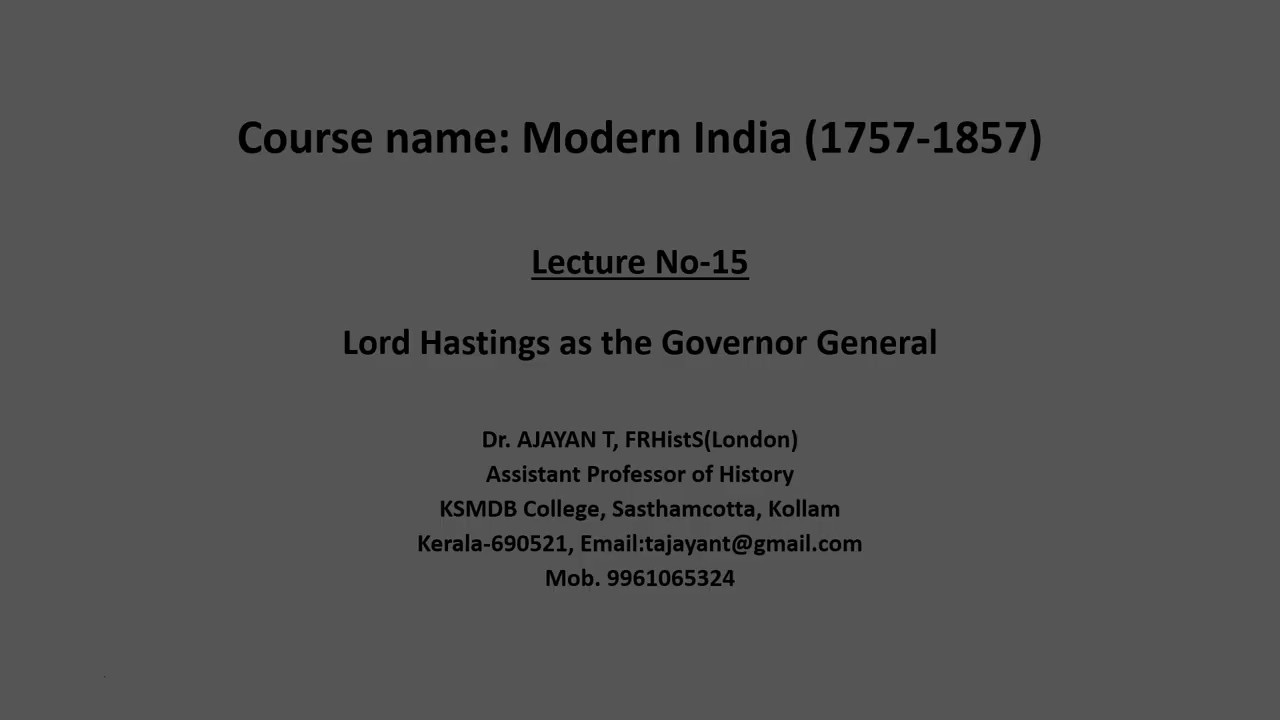 Course name: Modern India (1757-1857)
Lecture No-15
Lord Hastings as the Governor General
Dr. AJAYAN T, FRHistS(London)
Assistant Professor of History
KSMDB College, Sasthamcotta, Kollam
Kerala-690521, Email:tajayant@gmail.com
Mob. 9961065324